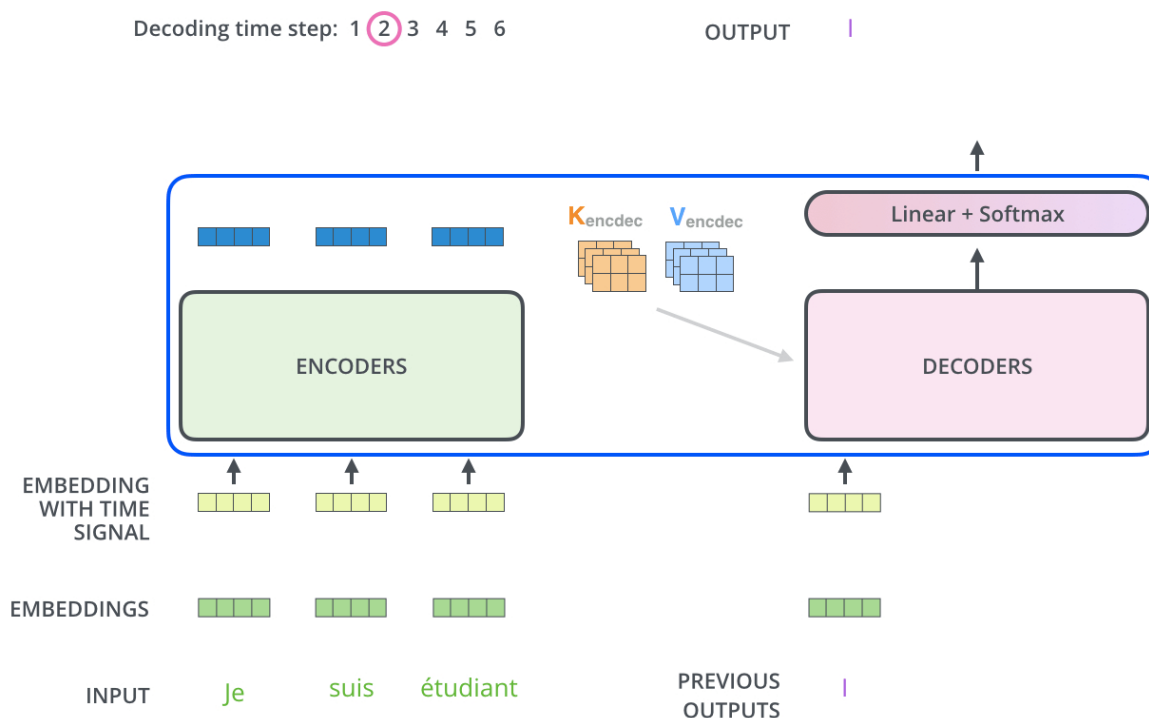 Decoding time step: 1 2 3 4 5 6
OUTPUT I
Kencdec Vencdec
Linear + Softmax
ENCODERS
DECODERS
EMBEDDING
WITH TIME
SIGNAL
EMBEDDINGS
INPUT Je suis étudiant
PREVIOUS
OUTPUTS I